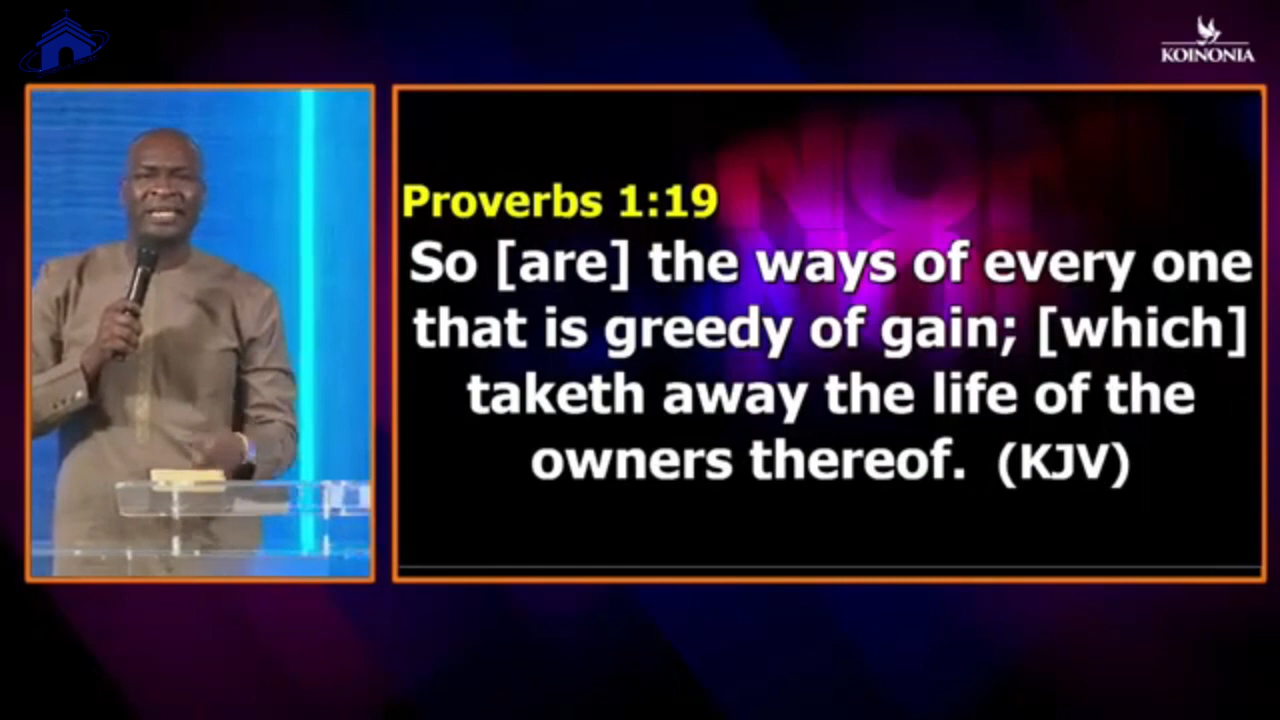 KOINONIA
Proverbs 1:19
So [are] the ways of every one
that is greedy of gain; [which]
taketh away the life of the
owners thereof. (KJV)